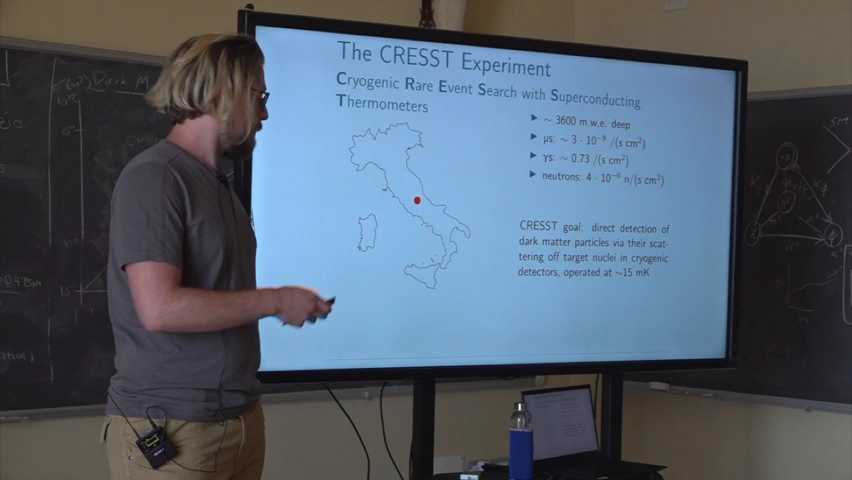 The CRESST Experiment
Cryogenic Rare Event Search with Superconducting
Thermometers
~ 3600 m.w.e. deep
μs: ~ 3 · 10⁻⁸ /(s cm²)
γs: ~ 0.73 /(s cm²)
neutrons: 4 · 10⁻⁶ n/(s cm²)
CRESST goal: direct detection of
dark matter particles via their scat-
tering off target nuclei in cryogenic
detectors, operated at ~15 mK
Dark M
SM